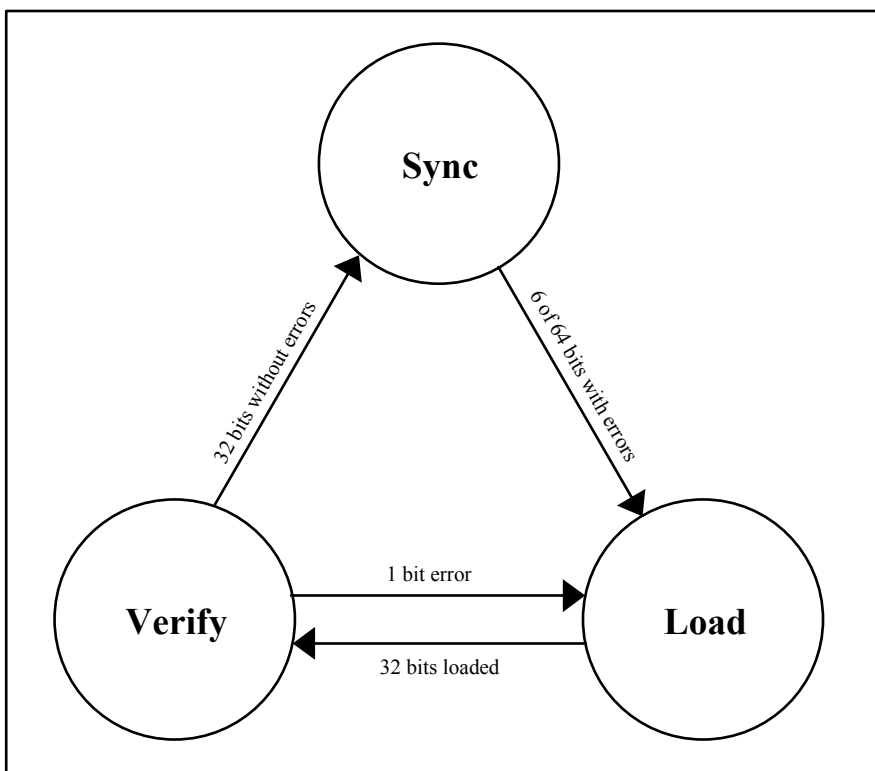 Sync
32 bits without errors
6 of 64 bits with errors
1 bit error
Verify
Load
32 bits loaded